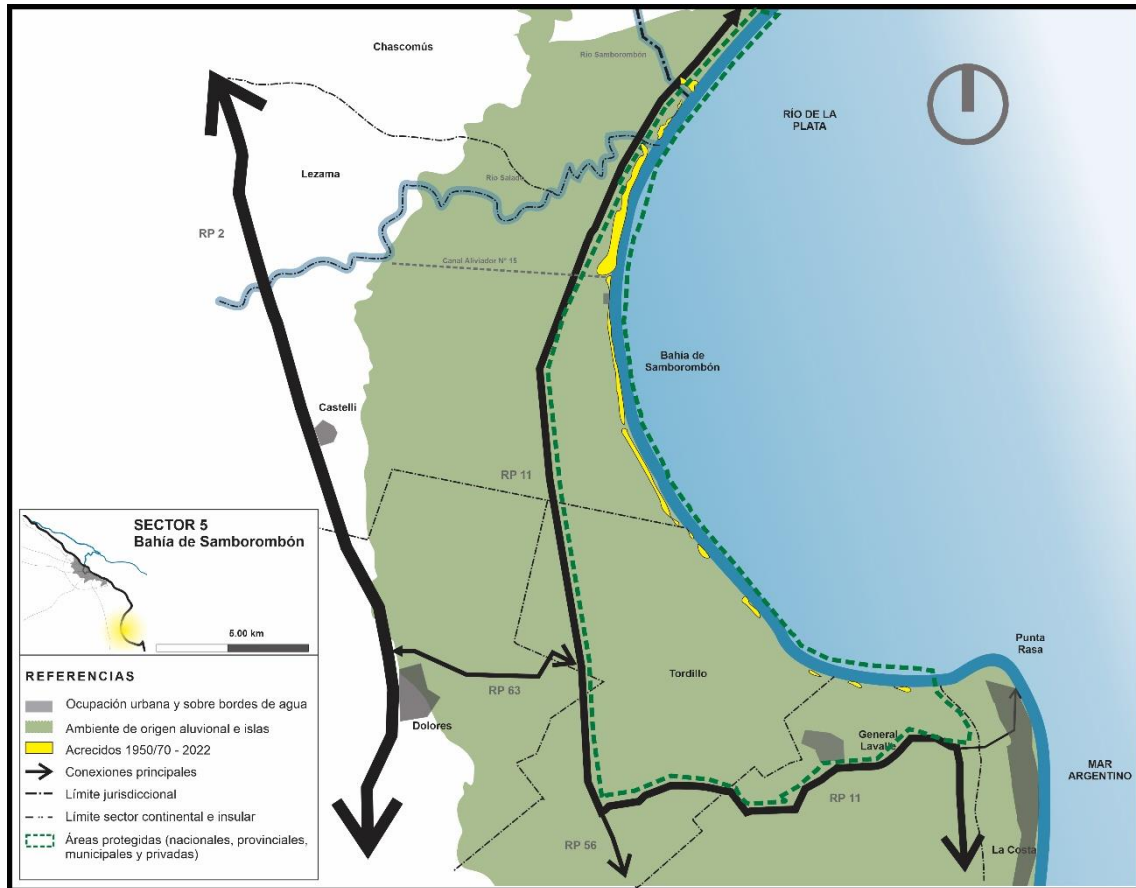 Chascomús
Río Samborombón
RÍO DE LA
PLATA
Lezama
Río Salado
RP 2
Canal Aliviador N° 15
Bahía de
Samborombón
Castelli
RP 11
SECTOR 5
Bahía de Samborombón
5.00 km
Punta
Rasa
RP 63
Tordillo
Dolores
General
Lavalle
MAR
ARGENTINO
RP 11
RP 56
La Costa
REFERENCIAS
Ocupación urbana y sobre bordes de agua
Ambiente de origen aluvional e islas
Acrecidos 1950/70 - 2022
Conexiones principales
Límite jurisdiccional
Límite sector continental e insular
Áreas protegidas (nacionales, provinciales,
municipales y privadas)